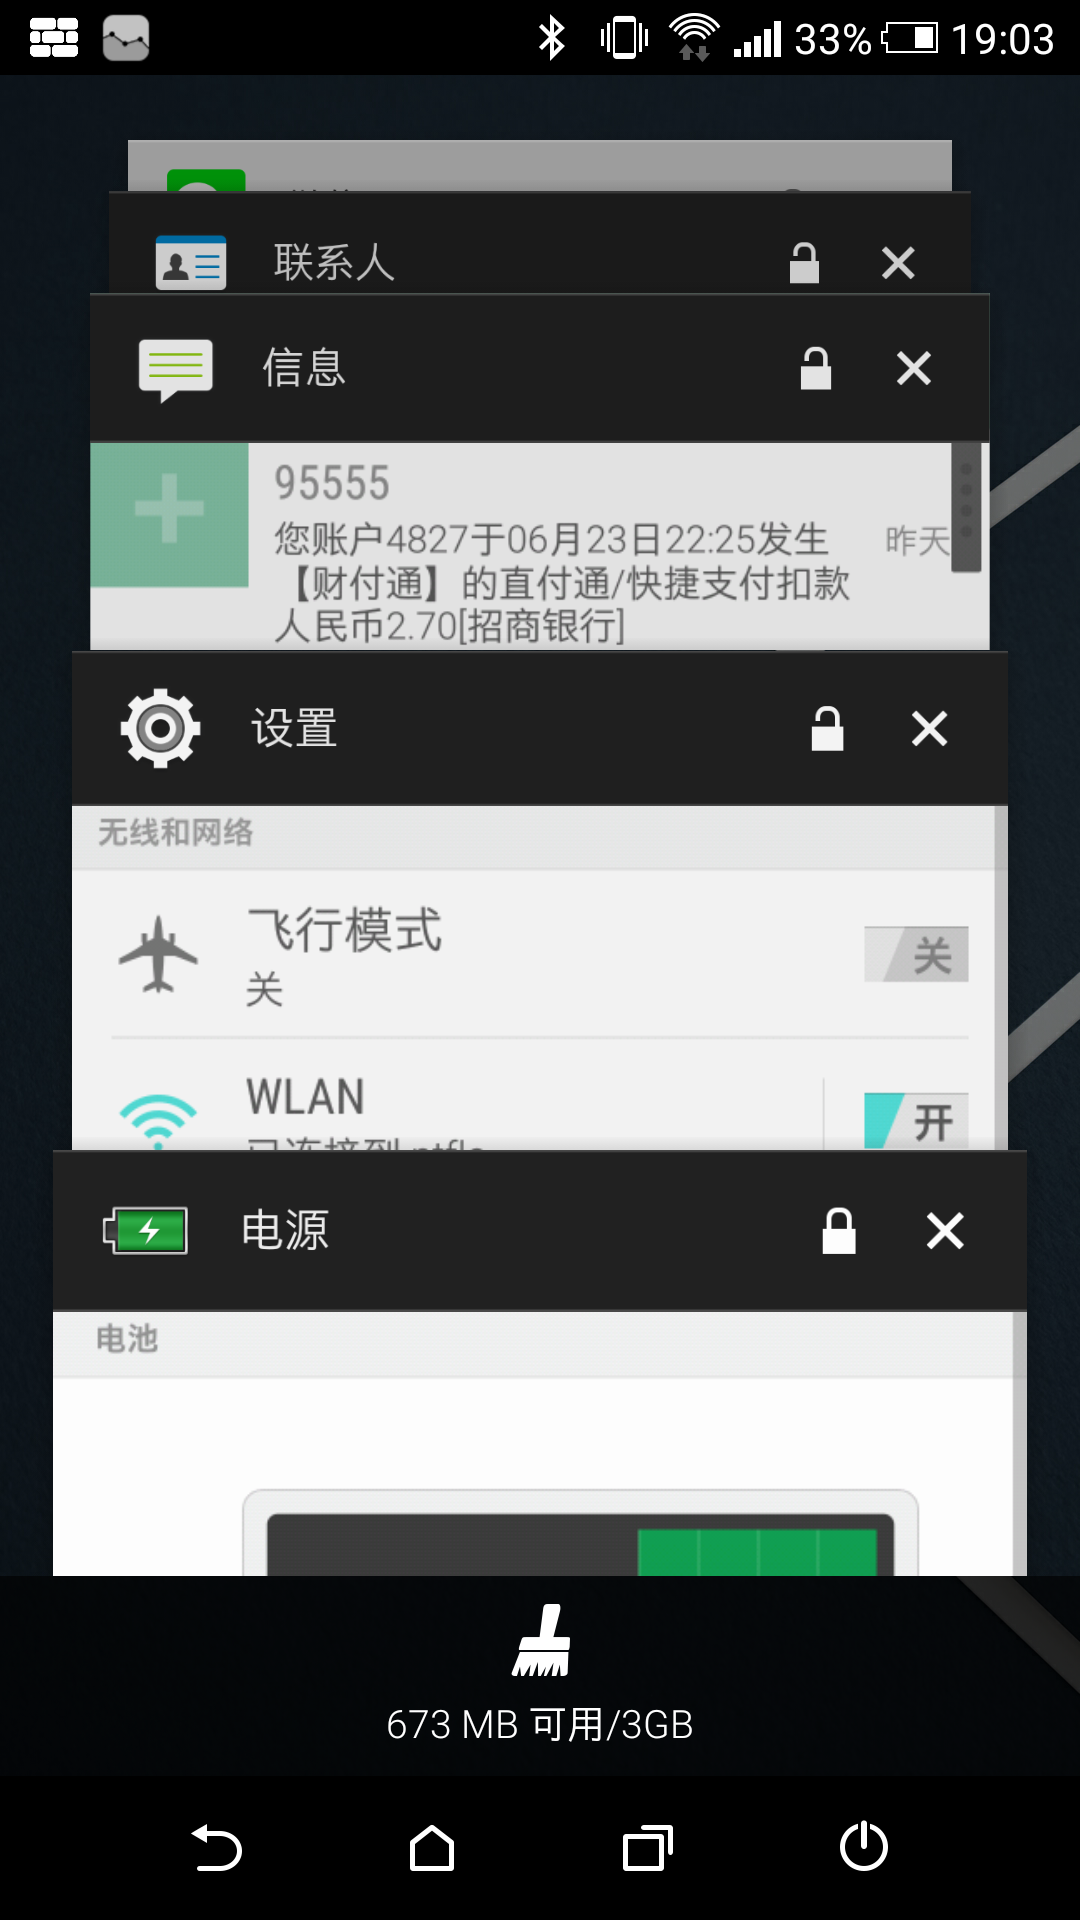 33% 19:03
联系人
信息
95555
您账户4827于06月23日22:25发生
【财付通】的直付通/快捷支付扣款
人民币2.70[招商银行]
昨天
设置
无线和网络
飞行模式
关
关
WLAN
开
电源
电池
673 MB 可用/3GB